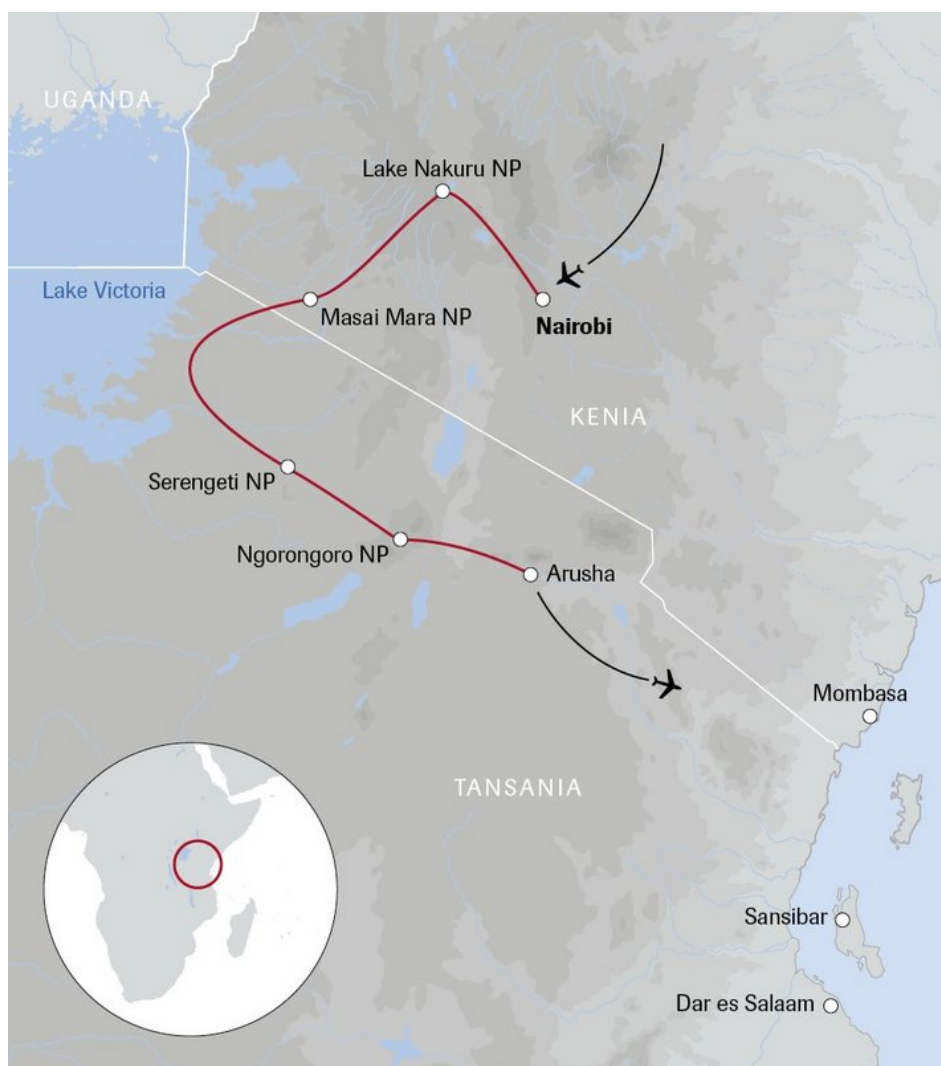 UGANDA
Lake Nakuru NP
Lake Victoria
Masai Mara NP
Nairobi
KENIA
Serengeti NP
Ngorongoro NP
Arusha
Mombasa
TANSANIA
Sansibar
Dar es Salaam